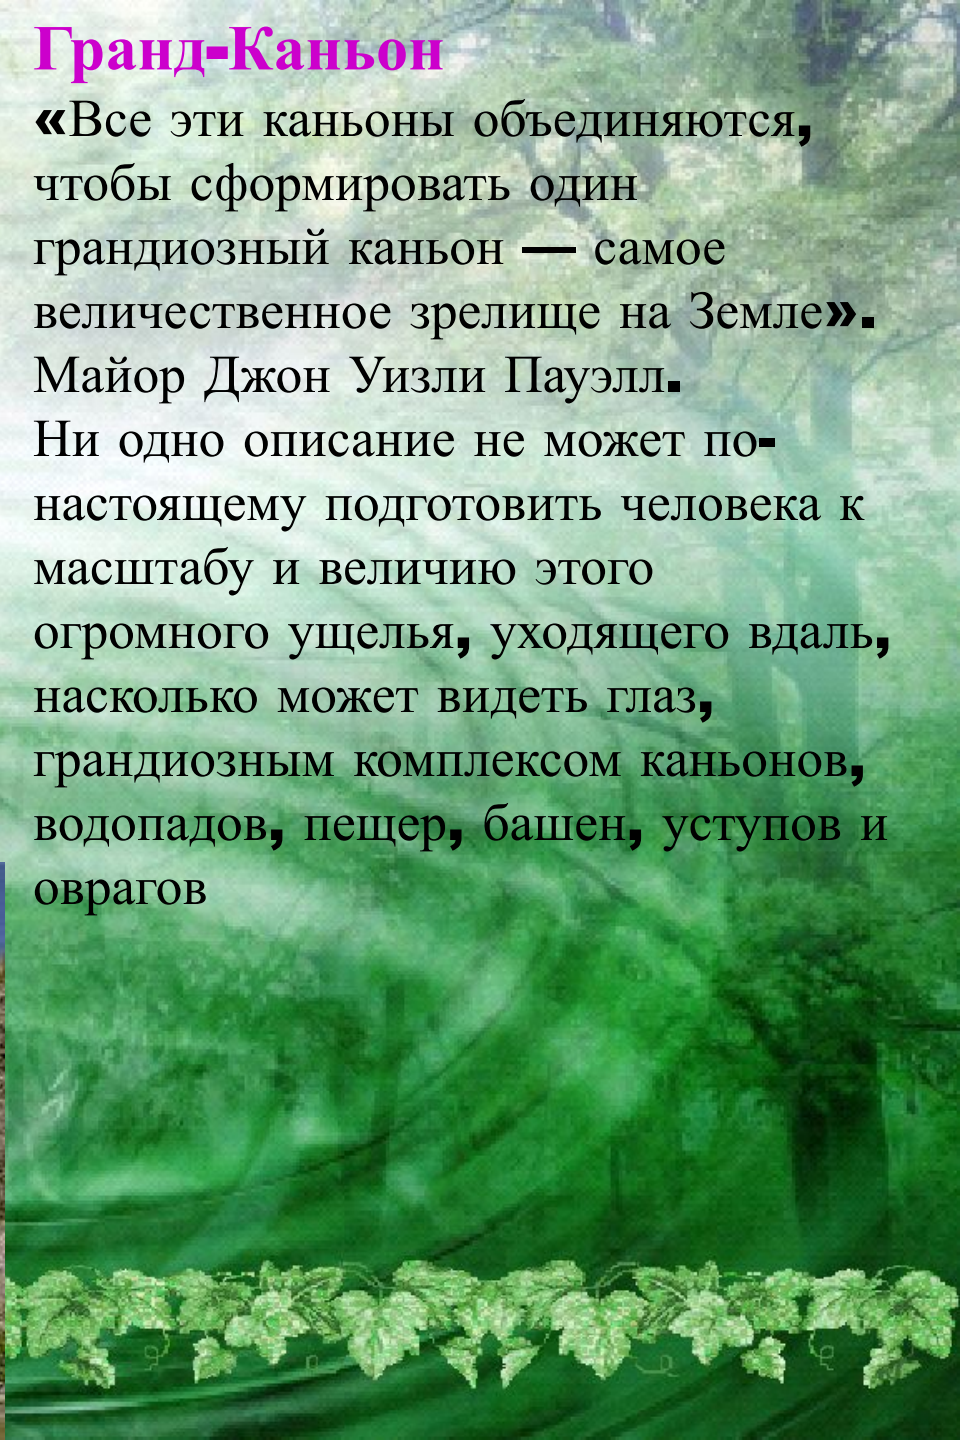 Гранд-Каньон
«Все эти каньоны объединяются,
чтобы сформировать один
грандиозный каньон — самое
величественное зрелище на Земле».
Майор Джон Уизли Пауэлл.
Ни одно описание не может по-
настоящему подготовить человека к
масштабу и величию этого
огромного ущелья, уходящего вдаль,
насколько может видеть глаз,
грандиозным комплексом каньонов,
водопадов, пещер, башен, уступов и
оврагов